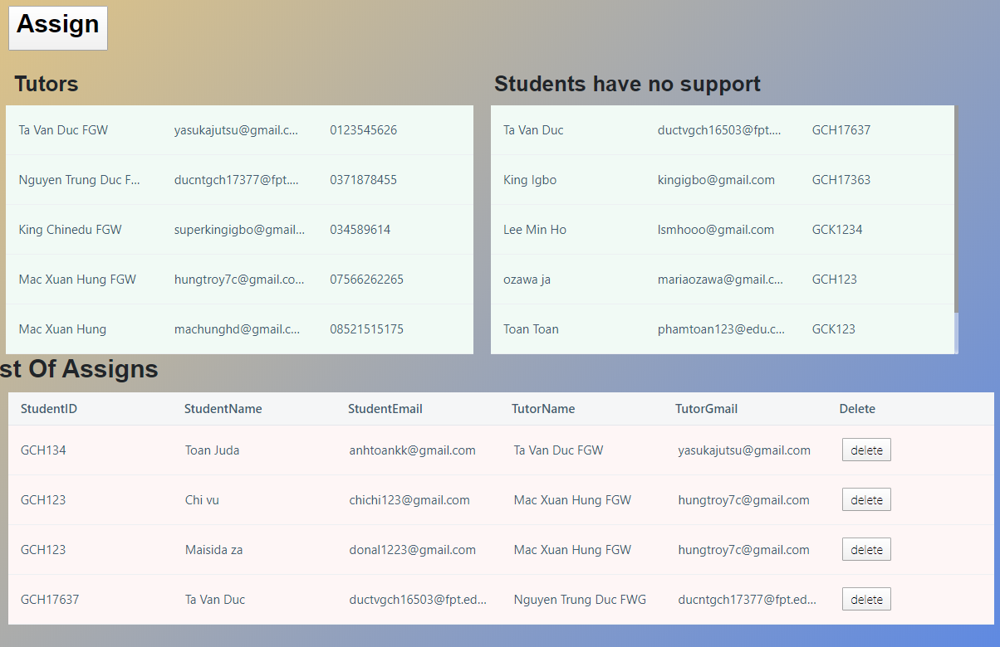 Assign
Tutors
Ta Van Duc FGW yasukajutsu@gmail.c... 0123545626
Nguyen Trung Duc F... ducntgch17377@fpt.... 0371878455
King Chinedu FGW superkingigbo@gmail... 034589614
Mac Xuan Hung FGW hungtroy7c@gmail.co... 07566262265
Mac Xuan Hung machunghd@gmail.c... 08521515175
Students have no support
Ta Van Duc ductvgch16503@fpt.... GCH17637
King Igbo kingigbo@gmail.com GCH17363
Lee Min Ho lsmhooo@gmail.com GCK1234
ozawa ja mariaozawa@gmail.c... GCH123
Toan Toan phamtoan123@edu.c... GCK123
st Of Assigns
StudentID StudentName StudentEmail TutorName TutorGmail Delete
GCH134 Toan Juda anhtoankk@gmail.com Ta Van Duc FGW yasukajutsu@gmail.com delete
GCH123 Chi vu chichi123@gmail.com Mac Xuan Hung FGW hungtroy7c@gmail.com delete
GCH123 Maisida za donal1223@gmail.com Mac Xuan Hung FGW hungtroy7c@gmail.com delete
GCH17637 Ta Van Duc ductvgch16503@fpt.ed... Nguyen Trung Duc FWG ducntgch17377@fpt.ed... delete